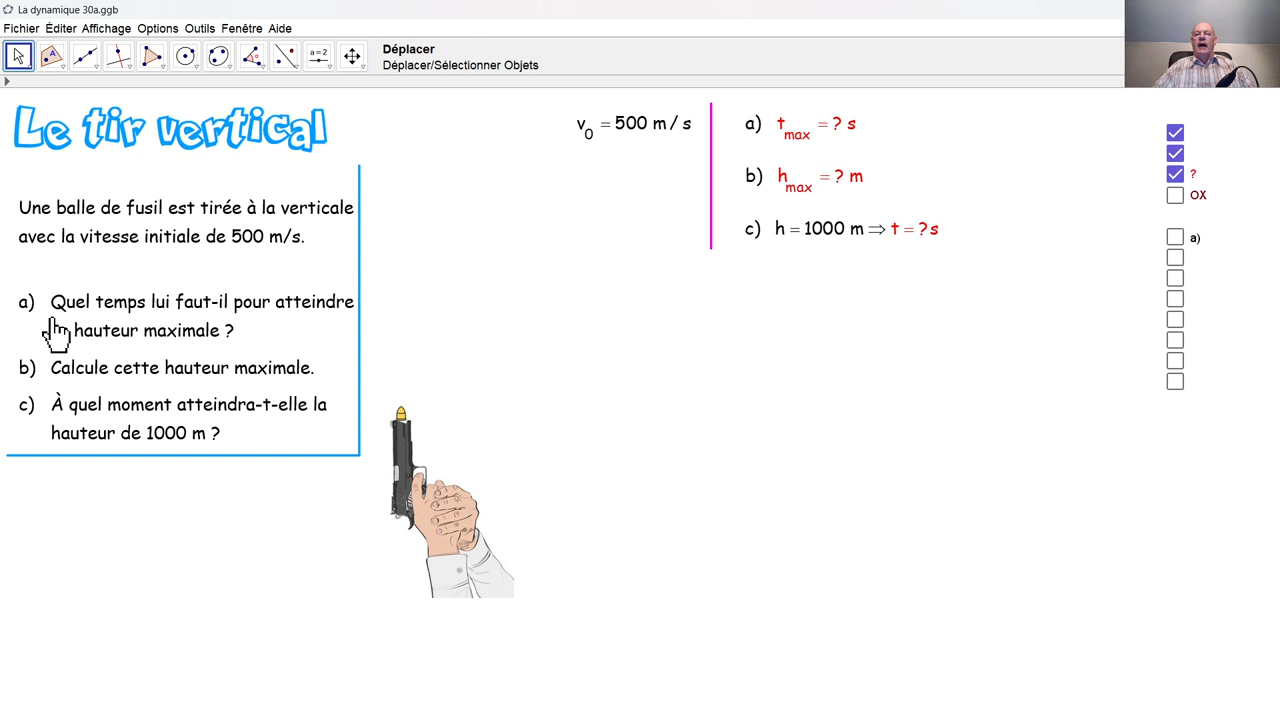 La dynamique 30a.ggb
Fichier Éditer Affichage Options Outils Fenêtre Aide
A
a=2
Déplacer
Déplacer/Sélectionner Objets
Le tir vertical
Une balle de fusil est tirée à la verticale
avec la vitesse initiale de 500 m/s.
a) Quel temps lui faut-il pour atteindre
hauteur maximale ?
b) Calcule cette hauteur maximale.
c) À quel moment atteindra-t-elle la
hauteur de 1000 m ?
v0 = 500 m / s
a) tmax = ? s
b) hmax = ? m
c) h = 1000 m ⇒ t = ? s
?
OX
a)